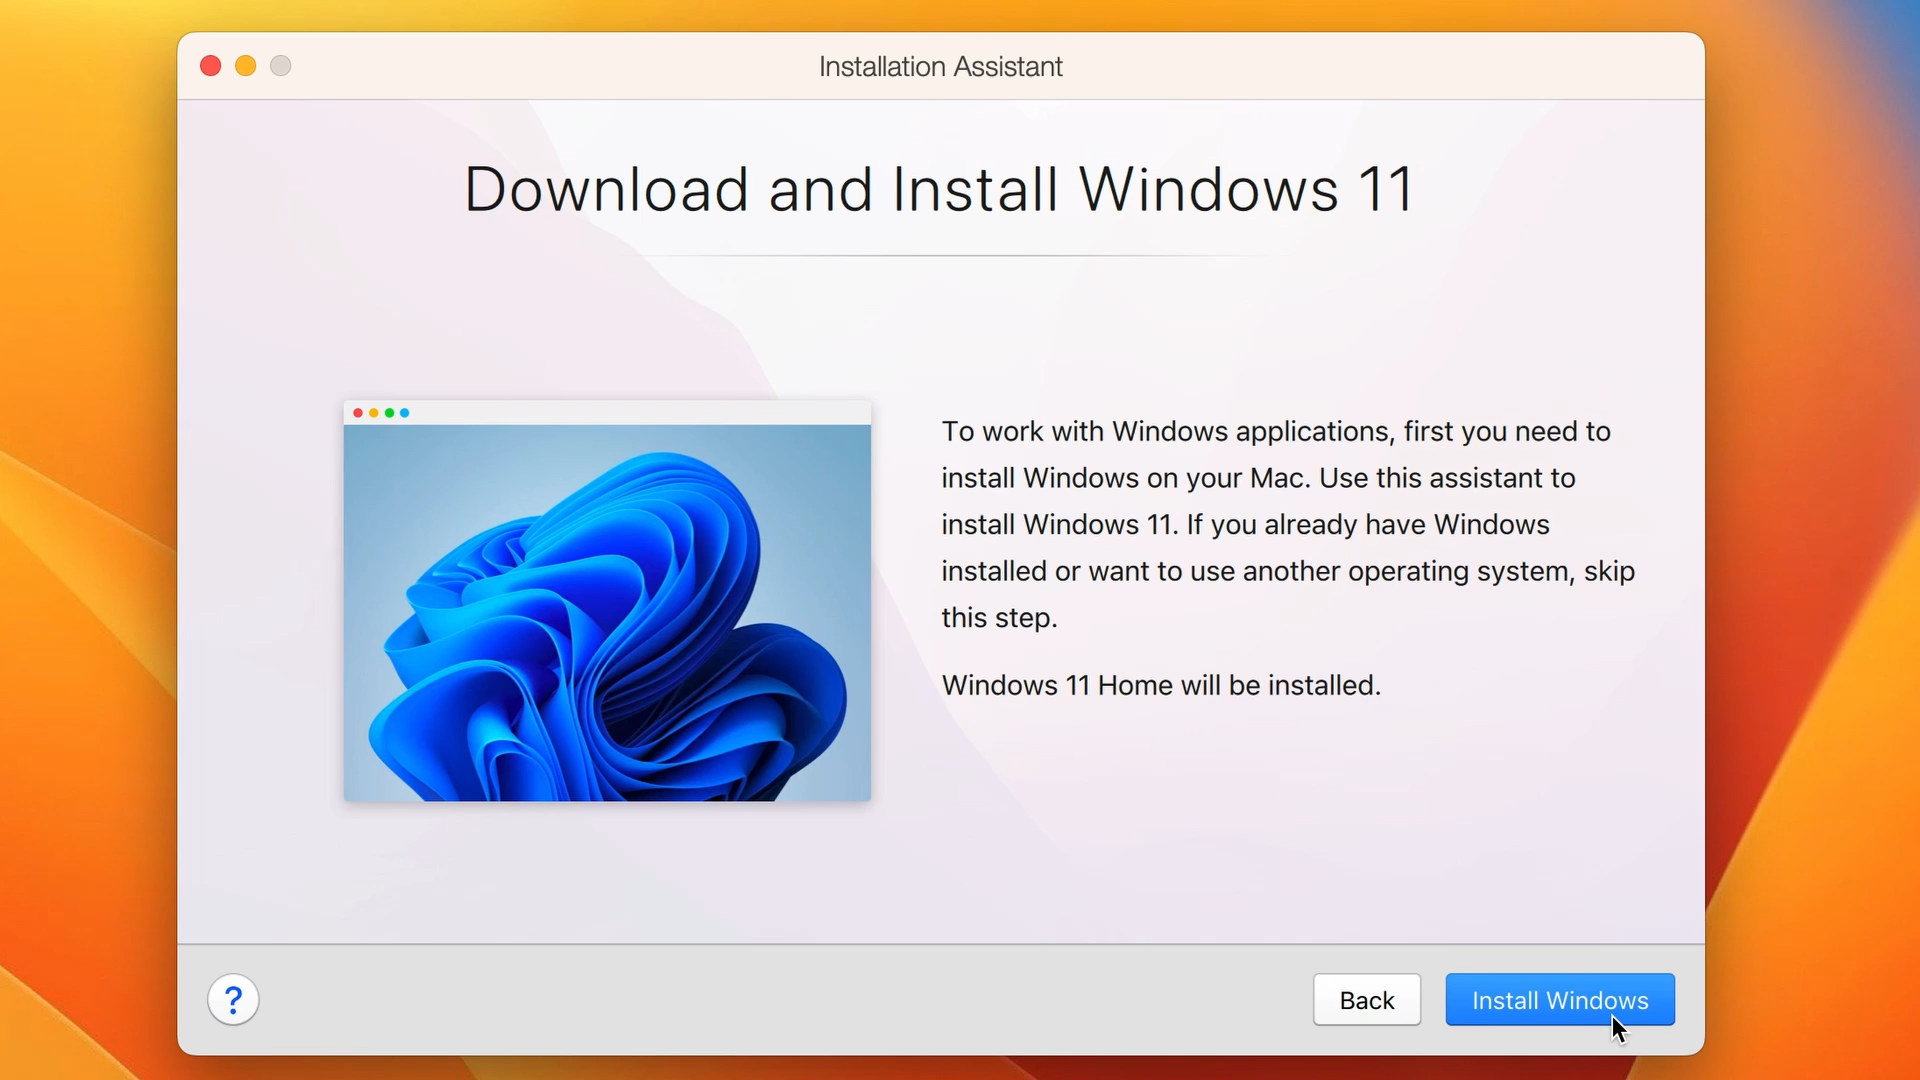 Installation Assistant
Download and Install Windows 11
To work with Windows applications, first you need to
install Windows on your Mac. Use this assistant to
install Windows 11. If you already have Windows
installed or want to use another operating system, skip
this step.
Windows 11 Home will be installed.
?
Back
Install Windows